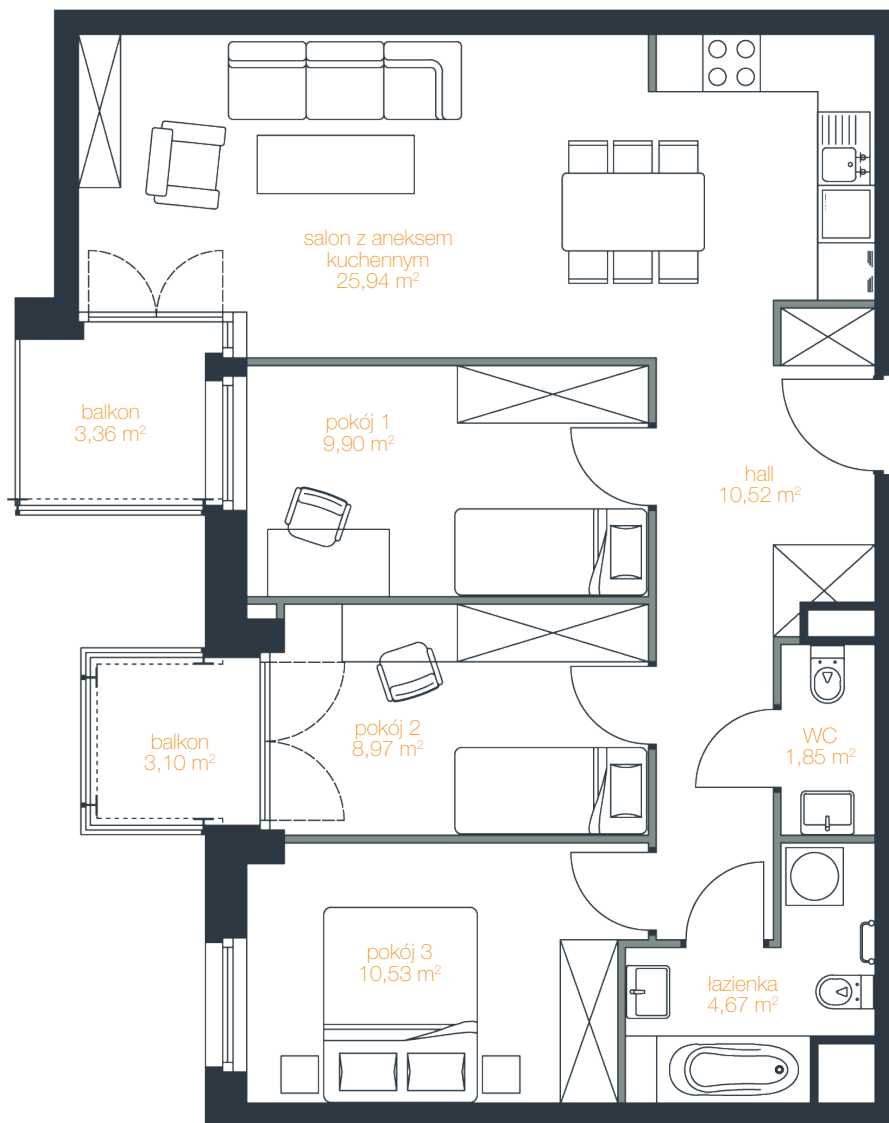 salon z aneksem
kuchennym
25,94 m²
balkon
3,36 m²
pokój 1
9,90 m²
hall
10,52 m²
balkon
3,10 m²
pokój 2
8,97 m²
WC
1,85 m²
pokój 3
10,53 m²
łazienka
4,67 m²